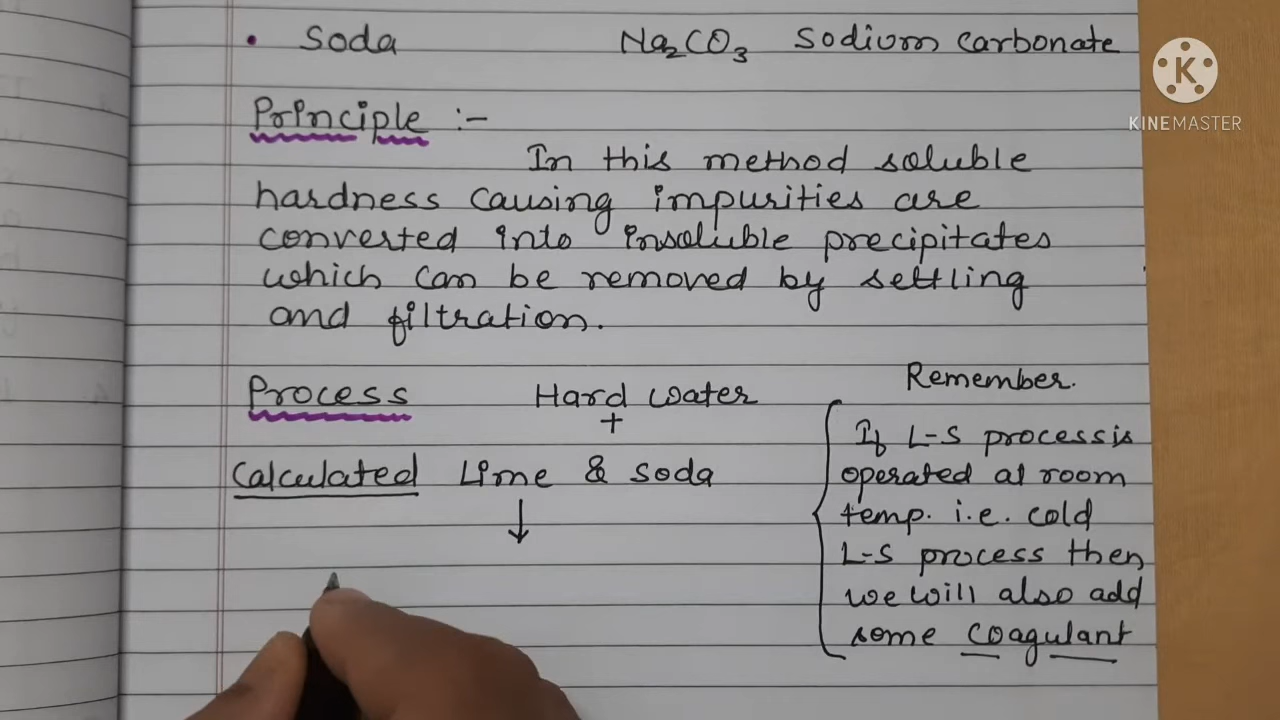 • Soda Na₂CO₃ Sodium carbonate
KINEMASTER
Principle :-
In this method soluble
hardness causing impurities are
converted into insoluble precipitates
which can be removed by settling
and filtration.
Process Hard water
+
Calculated Lime & soda
↓
Remember.
If L-S process is
operated at room
temp. i.e. cold
L-S process then
we will also add
some coagulant